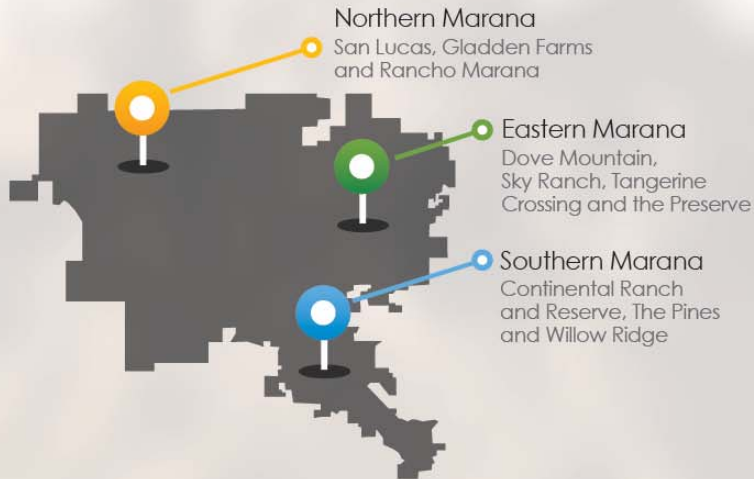 Northern Marana
San Lucas, Gladden Farms
and Rancho Marana
Eastern Marana
Dove Mountain,
Sky Ranch, Tangerine
Crossing and the Preserve
Southern Marana
Continental Ranch
and Reserve, The Pines
and Willow Ridge